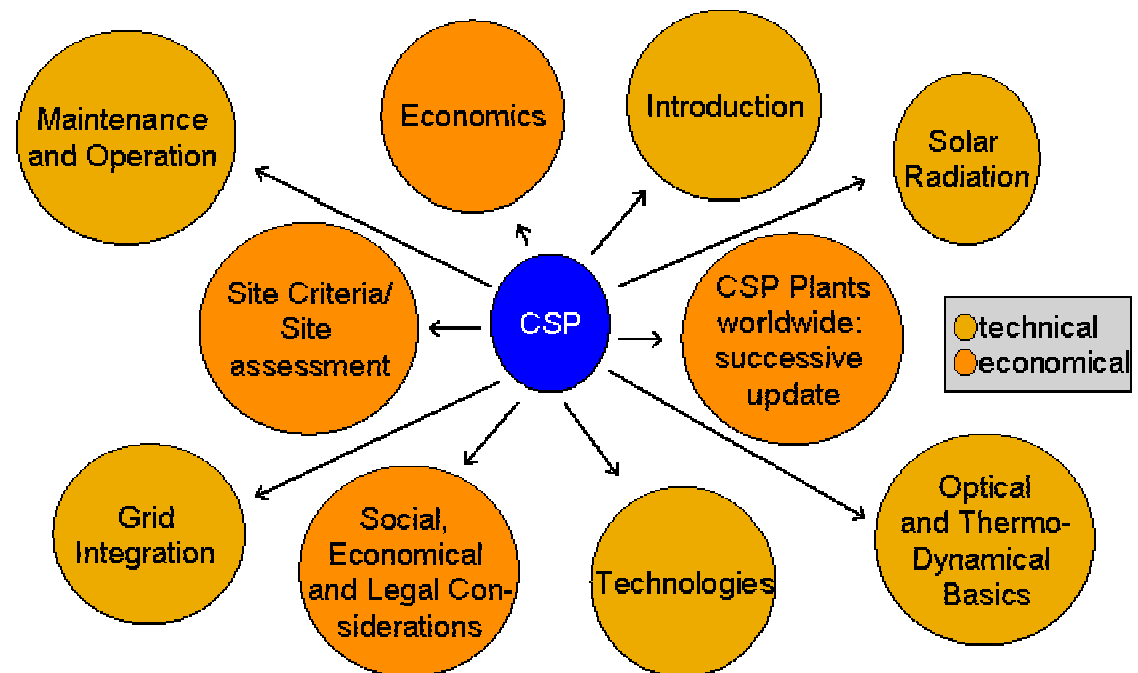 Maintenance
and Operation
Economics
Introduction
Solar
Radiation
Site Criteria/
Site
assessment
CSP
CSP Plants
worldwide:
successive
update
technical
economical
Grid
Integration
Social,
Economical
and Legal Con-
siderations
Technologies
Optical
and Thermo-
Dynamical
Basics